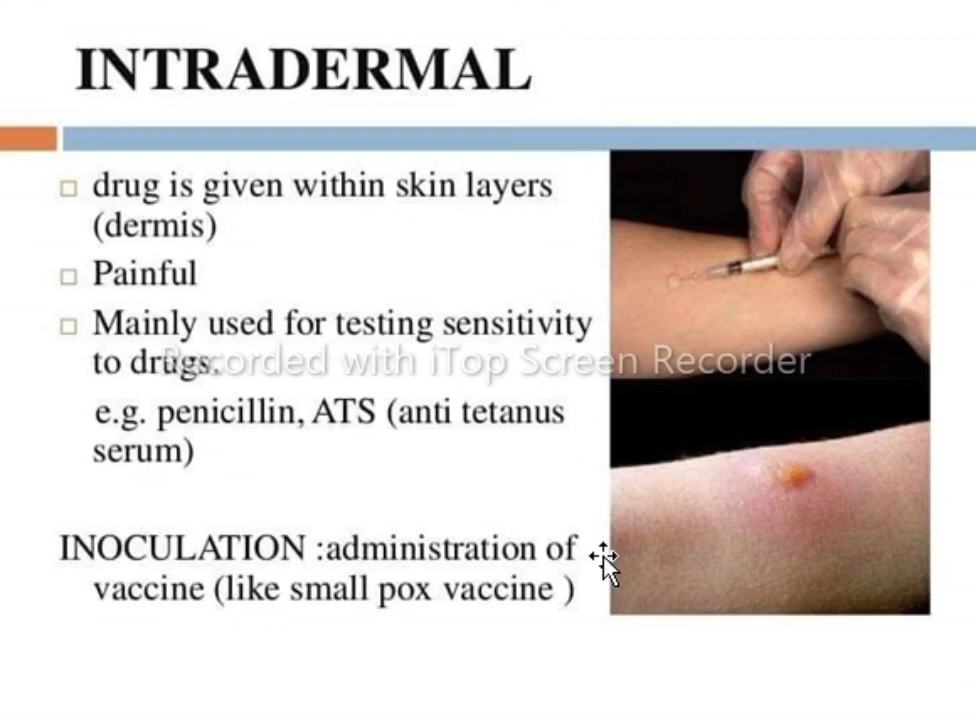 INTRADERMAL
drug is given within skin layers
(dermis)
Painful
Mainly used for testing sensitivity
to drugs.
Recorded with iTop Screen Recorder
e.g. penicillin, ATS (anti tetanus
serum)
INOCULATION :administration of
vaccine (like small pox vaccine )